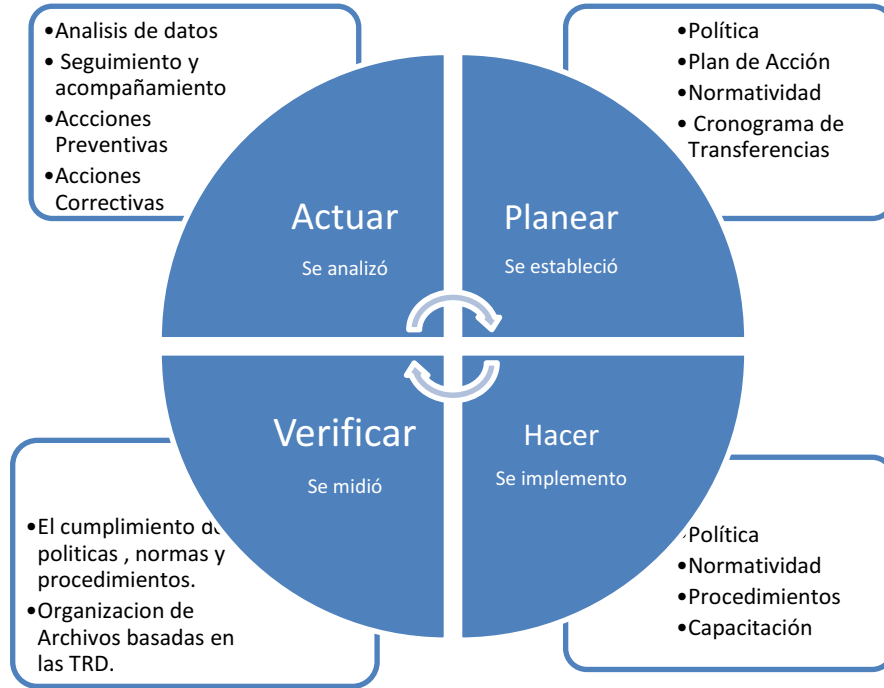 •Analisis de datos
• Seguimiento y
acompañamiento
•Accciones
Preventivas
•Acciones
Correctivas
•Política
•Plan de Acción
•Normatividad
• Cronograma de
Transferencias
Actuar
Se analizó
Planear
Se estableció
Verificar
Se midió
Hacer
Se implemento
•El cumplimiento de
politicas , normas y
procedimientos.
•Organizacion de
Archivos basadas en
las TRD.
•Política
•Normatividad
•Procedimientos
•Capacitación